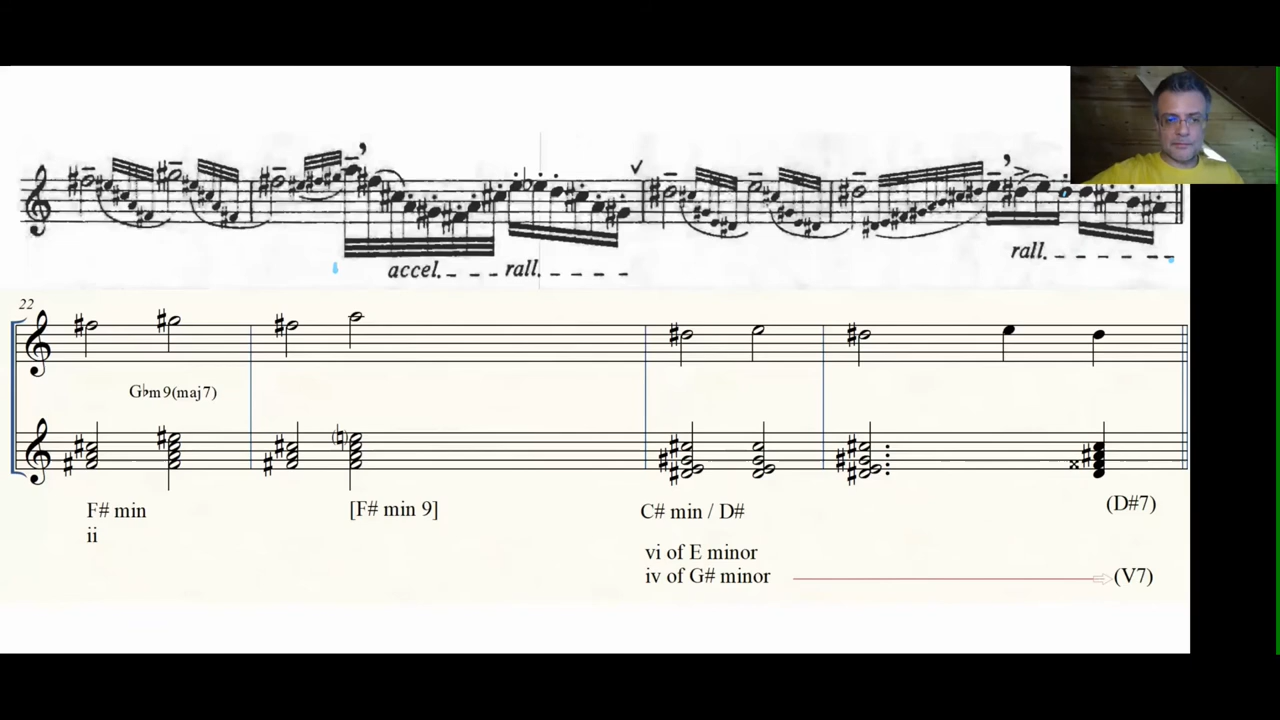 accel. rall.
rall.
22
G♭m9(maj7)
F# min
ii
[F# min 9]
C# min / D#
(D#7)
vi of E minor
iv of G# minor
(V7)